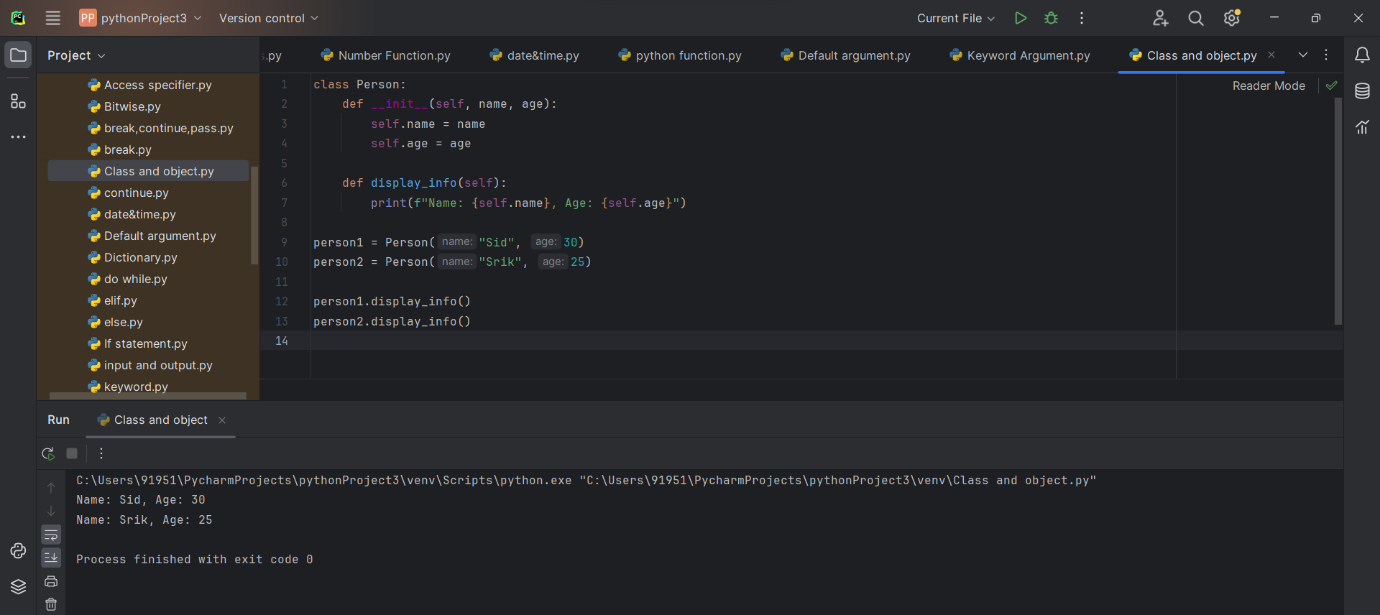 PC
PP pythonProject3 Version control Current File
Project
s.py Number Function.py date&time.py python function.py Default argument.py Keyword Argument.py Class and object.py
Reader Mode
Access specifier.py
Bitwise.py
break,continue,pass.py
break.py
Class and object.py
continue.py
date&time.py
Default argument.py
Dictionary.py
do while.py
elif.py
else.py
If statement.py
input and output.py
keyword.py
1 class Person:
2 def __init__(self, name, age):
3 self.name = name
4 self.age = age
5
6 def display_info(self):
7 print(f"Name: {self.name}, Age: {self.age}")
8
9 person1 = Person( name: "Sid", age: 30)
10 person2 = Person( name: "Srik", age: 25)
11
12 person1.display_info()
13 person2.display_info()
14
Run Class and object
C:\Users\91951\PycharmProjects\pythonProject3\venv\Scripts\python.exe "C:\Users\91951\PycharmProjects\pythonProject3\venv\Class and object.py"
Name: Sid, Age: 30
Name: Srik, Age: 25
Process finished with exit code 0